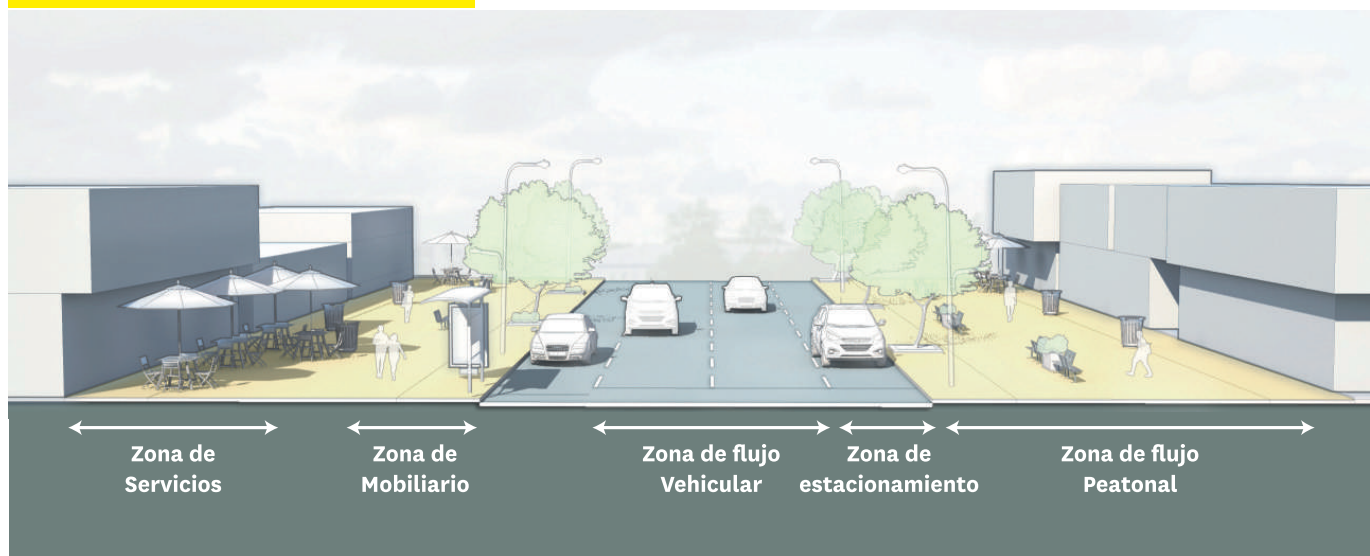 Zona de
Servicios
Zona de
Mobiliario
Zona de flujo
Vehicular
Zona de
estacionamiento
Zona de flujo
Peatonal